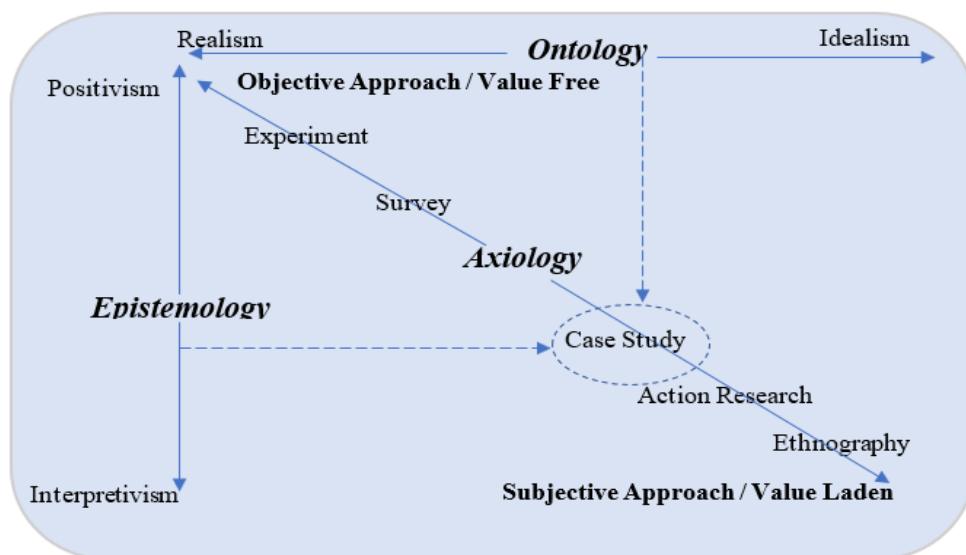 Realism
Ontology
Idealism
Positivism
Objective Approach / Value Free
Experiment
Survey
Axiology
Epistemology
Case Study
Action Research
Ethnography
Interpretivism
Subjective Approach / Value Laden